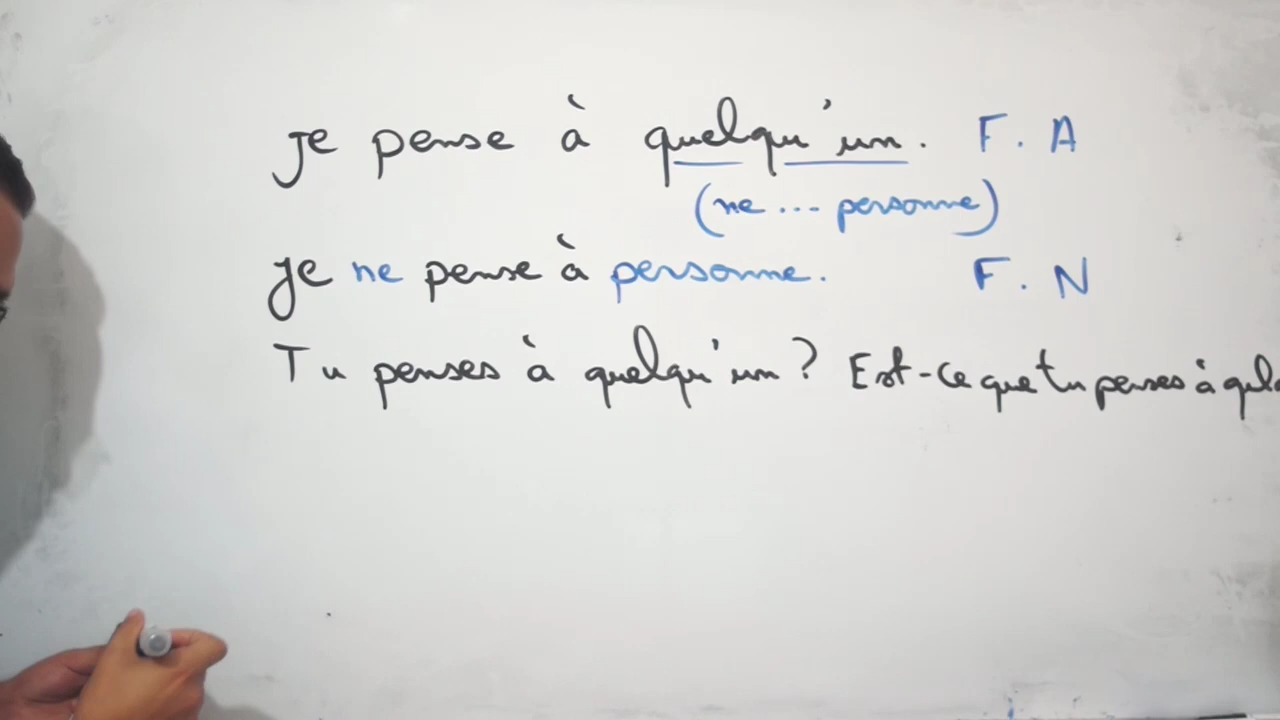 Je pense à quelqu'un. F. A
(ne ... personne)
Je ne pense à personne. F. N
Tu penses à quelqu'un ? Est-ce que tu penses à